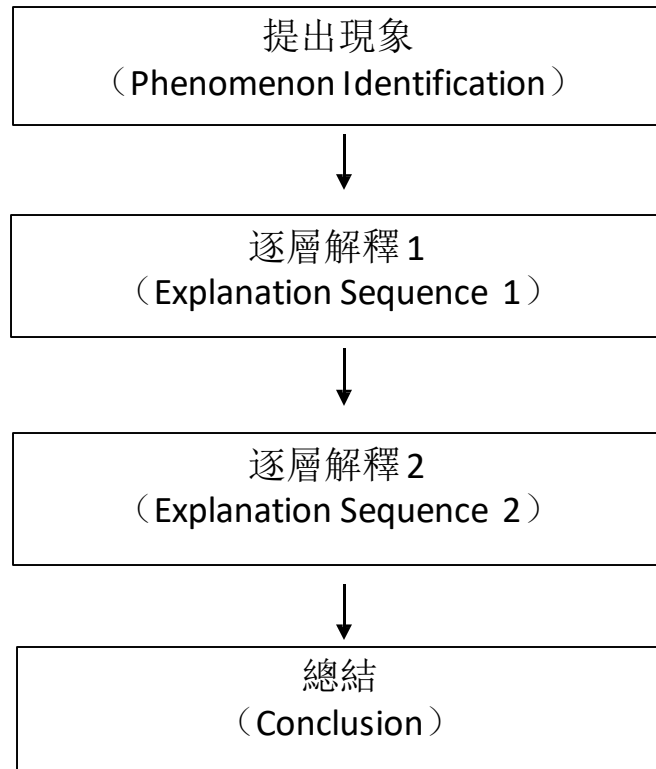 提出現象
（Phenomenon Identification）
逐層解釋1
（Explanation Sequence 1）
逐層解釋2
（Explanation Sequence 2）
總結
（Conclusion）